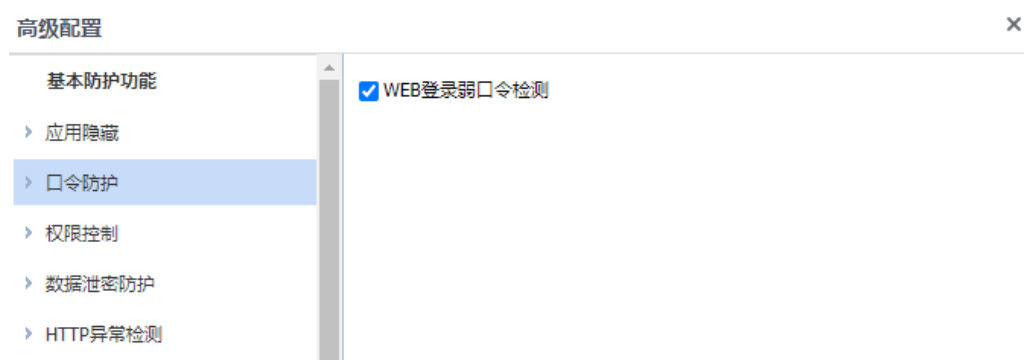 高级配置
基本防护功能
应用隐藏
口令防护
权限控制
数据泄密防护
HTTP异常检测
WEB登录弱口令检测